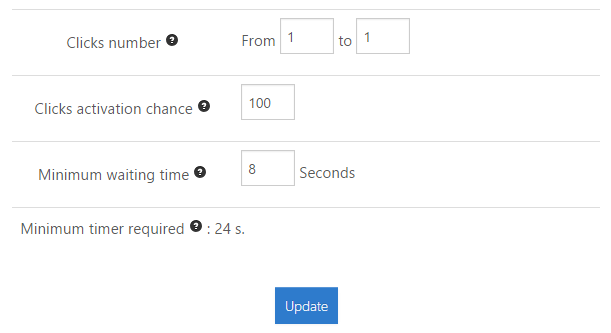 Clicks number ? From 1 to 1
Clicks activation chance ? 100
Minimum waiting time ? 8 Seconds
Minimum timer required ? : 24 s.
Update